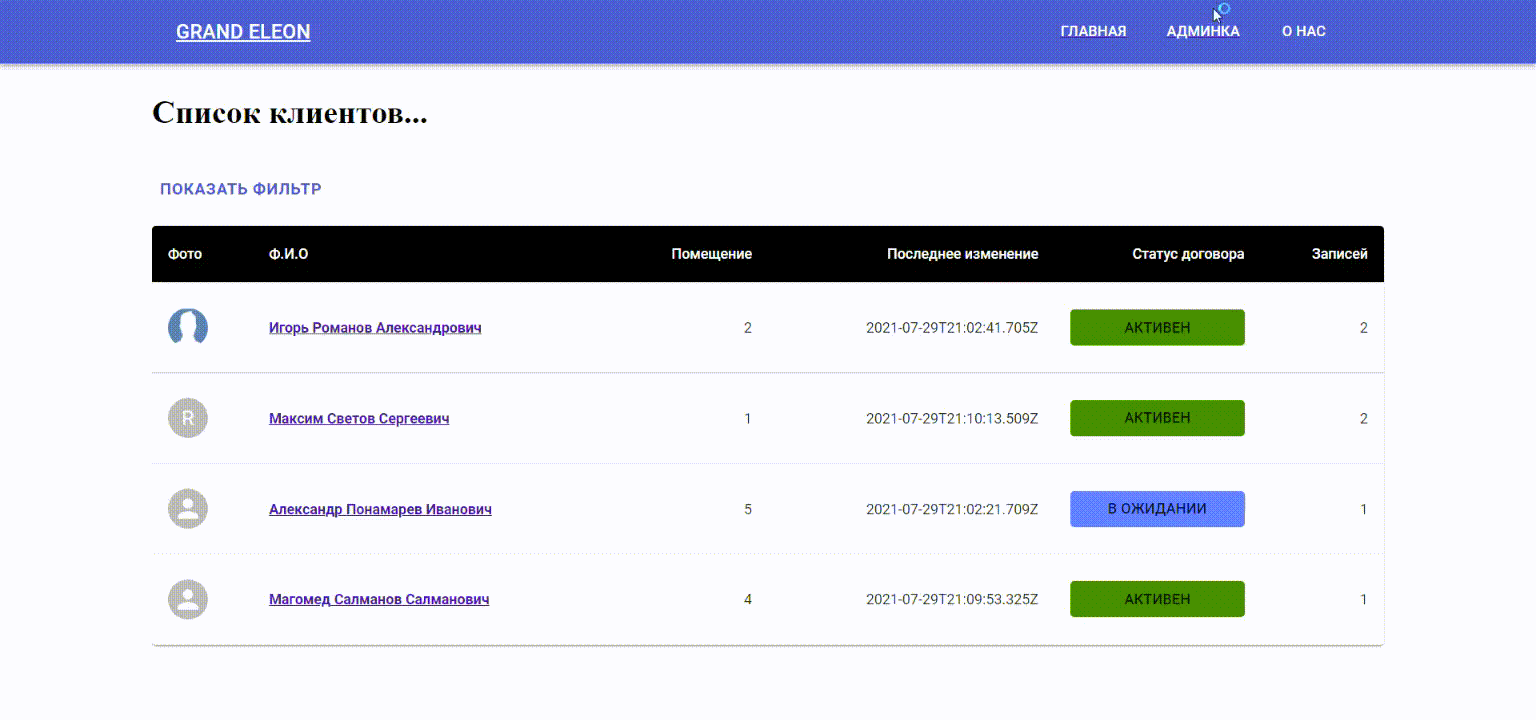 GRAND ELEON ГЛАВНАЯ АДМИНКА О НАС
Список клиентов...
ПОКАЗАТЬ ФИЛЬТР
Фото Ф.И.О Помещение Последнее изменение Статус договора Записей
Игорь Романов Александрович 2 2021-07-29T21:02:41.705Z АКТИВЕН 2
R Максим Светов Сергеевич 1 2021-07-29T21:10:13.509Z АКТИВЕН 2
Александр Понамарев Иванович 5 2021-07-29T21:02:21.709Z В ОЖИДАНИИ 1
Магомед Салманов Салманович 4 2021-07-29T21:09:53.325Z АКТИВЕН 1